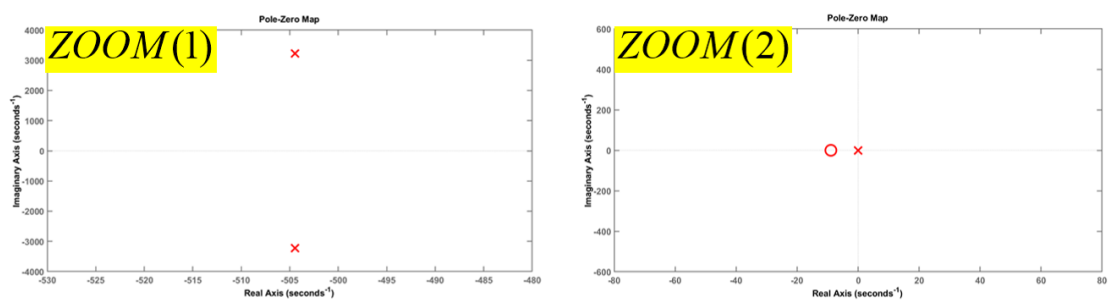 Pole-Zero Map
ZOOM(1)
4000
3000
2000
1000
0
-1000
-2000
-3000
-4000
Imaginary Axis (seconds⁻¹)
-530 -525 -520 -515 -510 -505 -500 -495 -490 -485 -480
Real Axis (seconds⁻¹)
Pole-Zero Map
ZOOM(2)
600
400
200
0
-200
-400
-600
Imaginary Axis (seconds⁻¹)
-80 -60 -40 -20 0 20 40 60 80
Real Axis (seconds⁻¹)